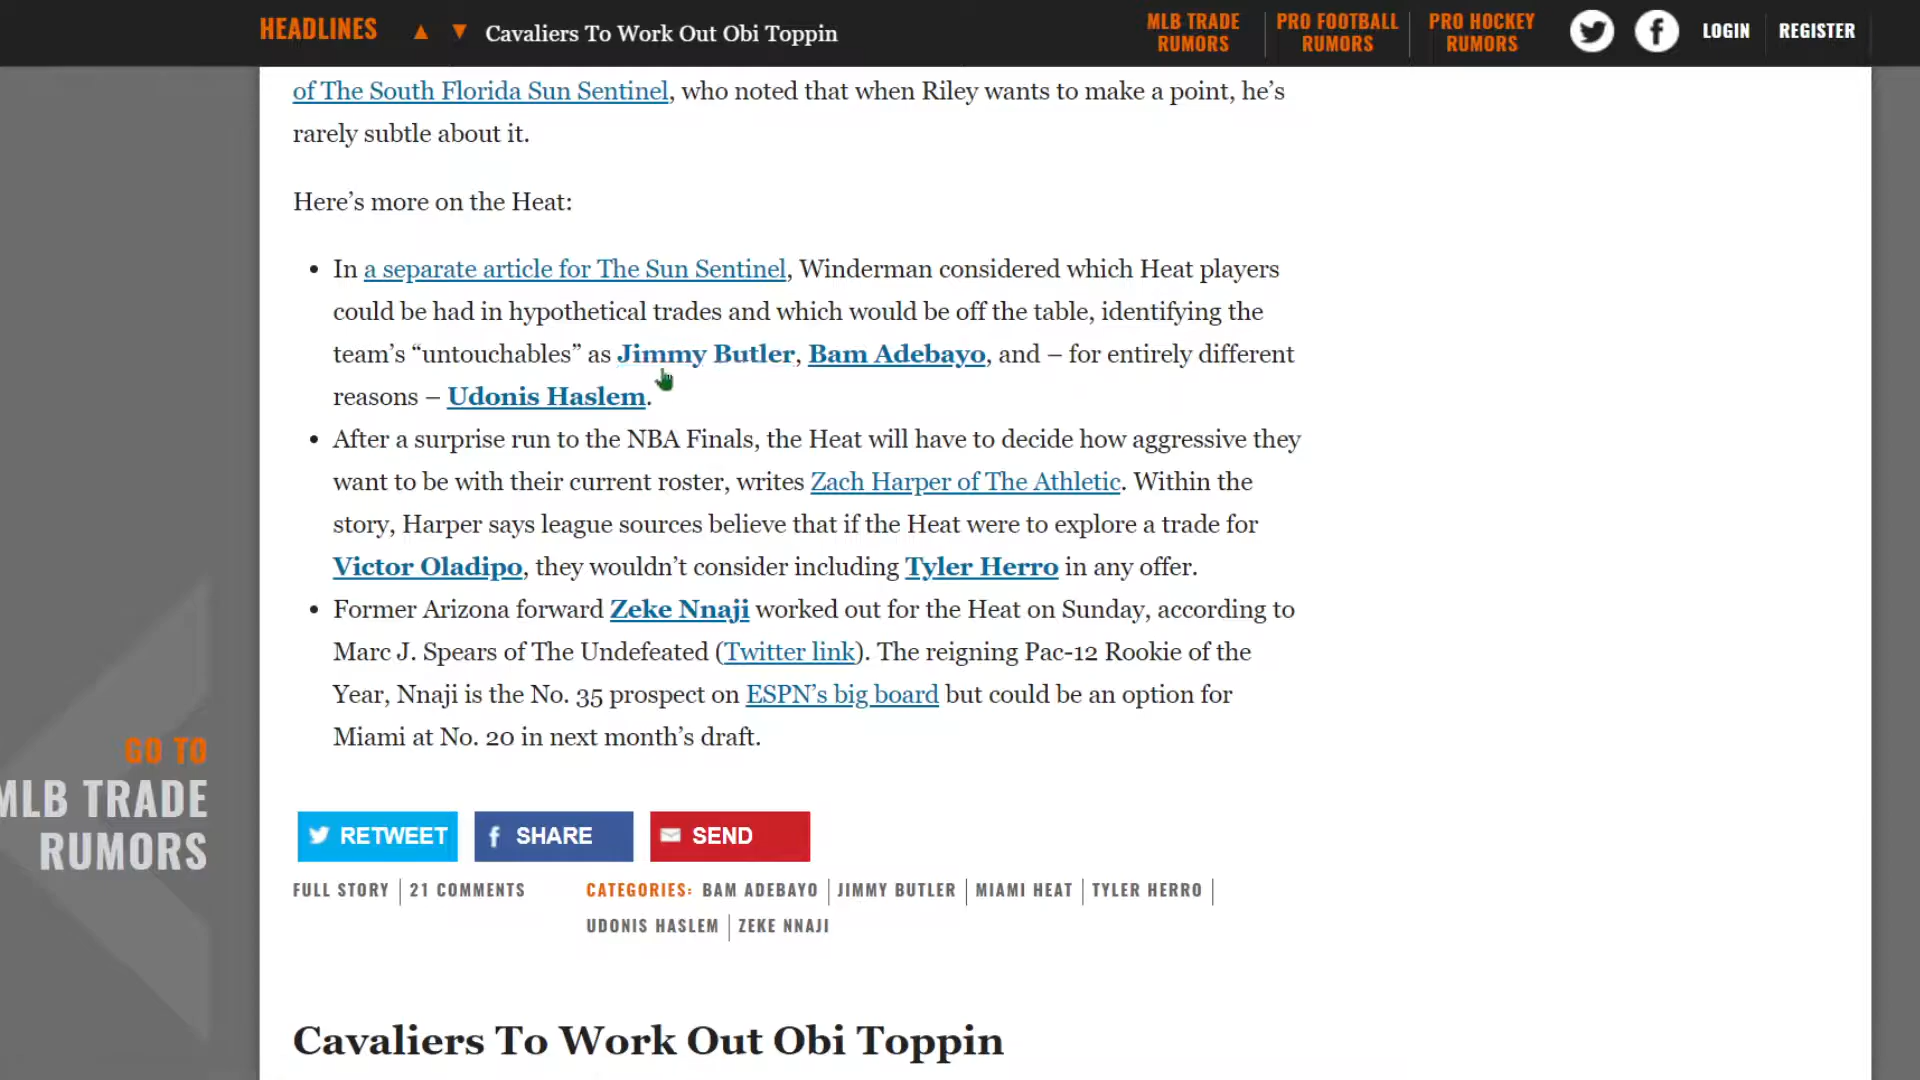 HEADLINES ▲ ▼ Cavaliers To Work Out Obi Toppin
MLB TRADE RUMORS
PRO FOOTBALL RUMORS
PRO HOCKEY RUMORS
LOGIN
REGISTER
of The South Florida Sun Sentinel, who noted that when Riley wants to make a point, he’s
rarely subtle about it.
Here’s more on the Heat:
• In a separate article for The Sun Sentinel, Winderman considered which Heat players
could be had in hypothetical trades and which would be off the table, identifying the
team’s “untouchables” as Jimmy Butler, Bam Adebayo, and – for entirely different
reasons – Udonis Haslem.
• After a surprise run to the NBA Finals, the Heat will have to decide how aggressive they
want to be with their current roster, writes Zach Harper of The Athletic. Within the
story, Harper says league sources believe that if the Heat were to explore a trade for
Victor Oladipo, they wouldn’t consider including Tyler Herro in any offer.
• Former Arizona forward Zeke Nnaji worked out for the Heat on Sunday, according to
Marc J. Spears of The Undefeated (Twitter link). The reigning Pac-12 Rookie of the
Year, Nnaji is the No. 35 prospect on ESPN’s big board but could be an option for
Miami at No. 20 in next month’s draft.
GO TO
MLB TRADE
RUMORS
RETWEET
SHARE
SEND
FULL STORY | 21 COMMENTS
CATEGORIES: BAM ADEBAYO | JIMMY BUTLER | MIAMI HEAT | TYLER HERRO |
UDONIS HASLEM | ZEKE NNAJI
Cavaliers To Work Out Obi Toppin